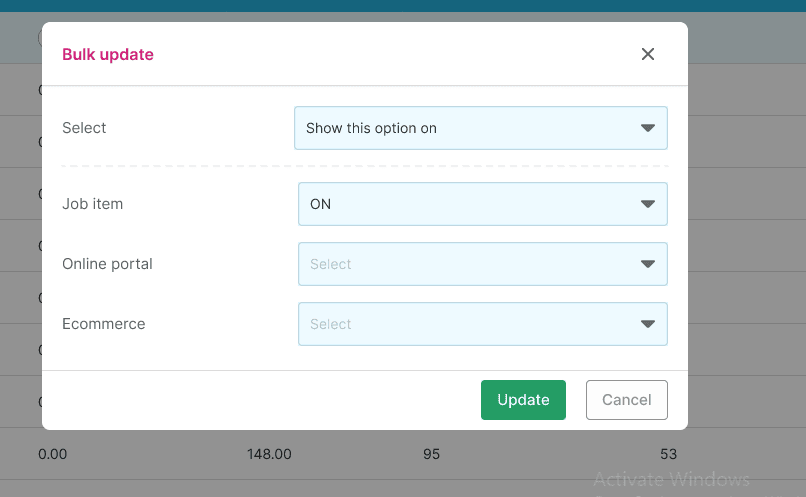 Bulk update
Select
Show this option on
Job item
ON
Online portal
Select
Ecommerce
Select
Update
Cancel
0.00
148.00
95
53
Activate Windows